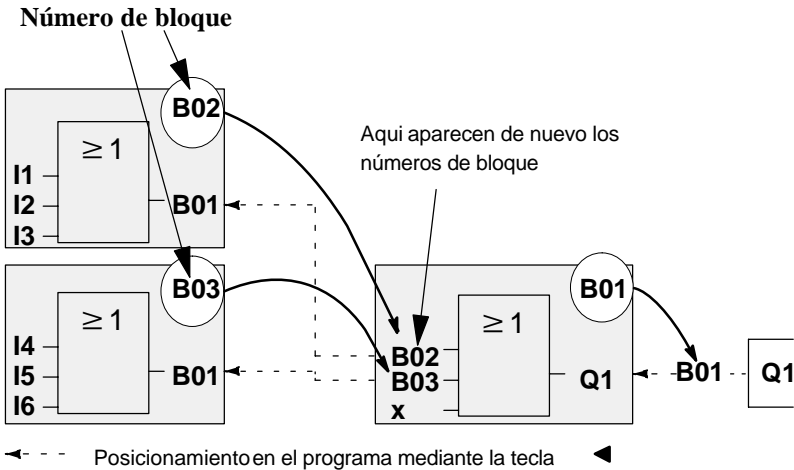 Número de bloque
B02
≥ 1
I1
I2
I3
B01
Aqui aparecen de nuevo los
números de bloque
B03
≥ 1
I4
I5
I6
B01
B01
≥ 1
B02
B03
x
Q1
B01
Q1
Posicionamiento en el programa mediante la tecla ◄